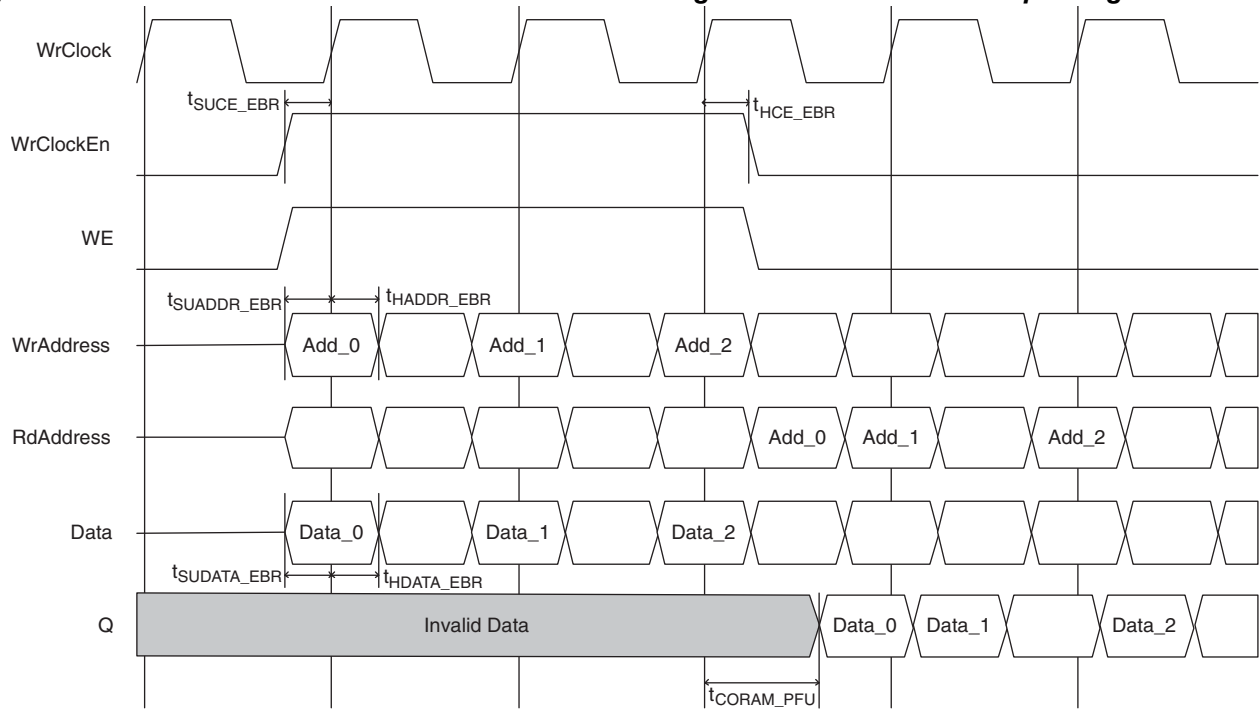 WrClock
tSUCE_EBR
tHCE_EBR
WrClockEn
WE
tSUADDR_EBR tHADDR_EBR
WrAddress Add_0 Add_1 Add_2
RdAddress Add_0 Add_1 Add_2
Data Data_0 Data_1 Data_2
tSUDATA_EBR tHDATA_EBR
Q Invalid Data Data_0 Data_1 Data_2
tCORAM_PFU